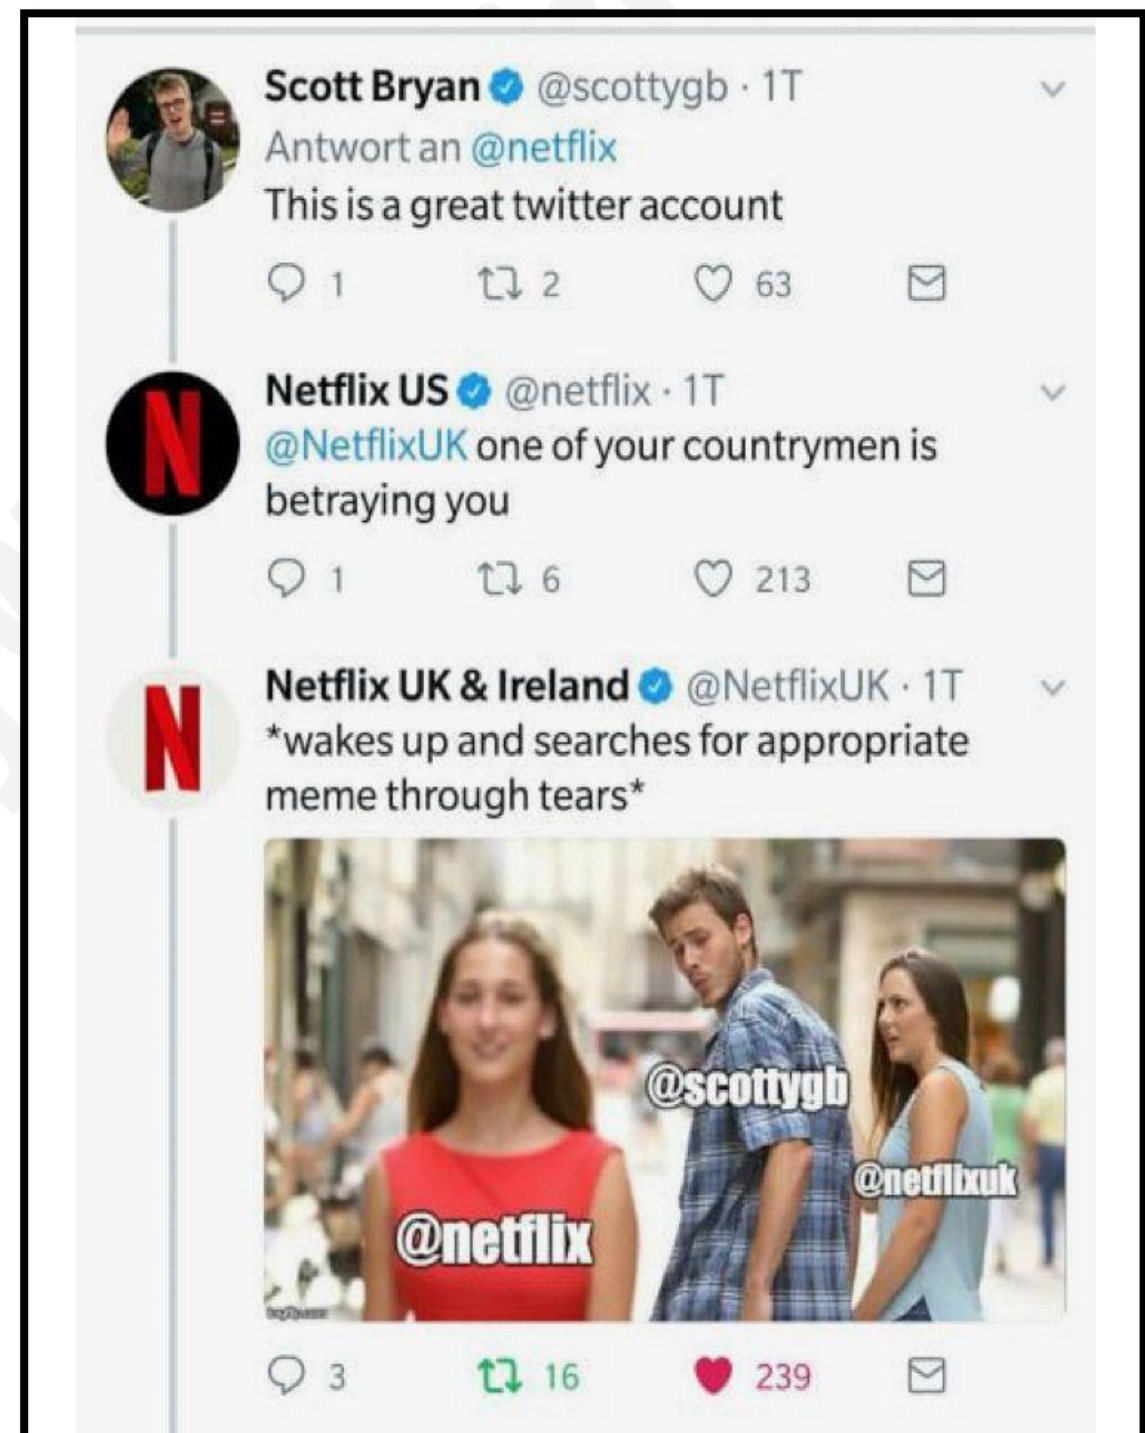 Scott Bryan @scottygb · 1T
Antwort an @netflix
This is a great twitter account
1 2 63
Netflix US @netflix · 1T
@NetflixUK one of your countrymen is
betraying you
1 6 213
N
Netflix UK & Ireland @NetflixUK · 1T
*wakes up and searches for appropriate
meme through tears*
N
@scottygb
@netflixuk
@netflix
imgflip.com
3 16 239